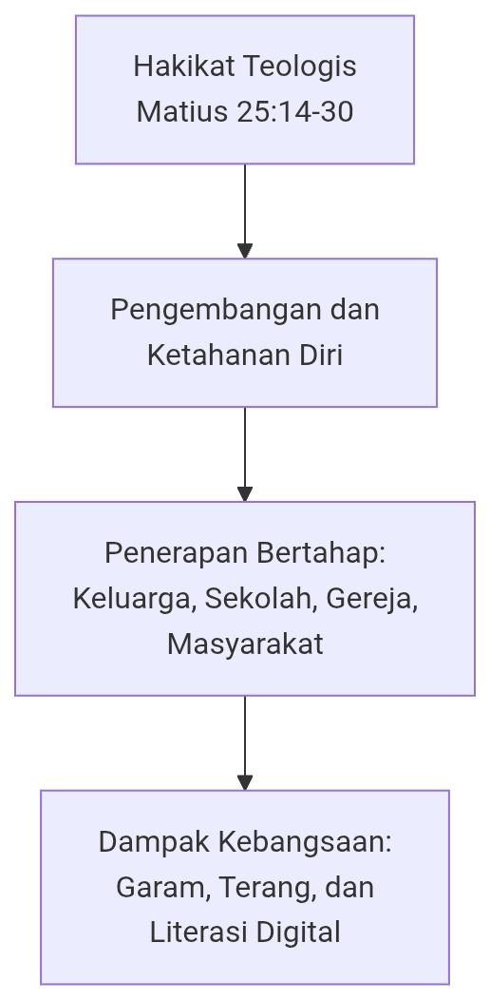 Hakikat Teologis
Matius 25:14-30
Pengembangan dan
Ketahanan Diri
Penerapan Bertahap:
Keluarga, Sekolah, Gereja,
Masyarakat
Dampak Kebangsaan:
Garam, Terang, dan
Literasi Digital